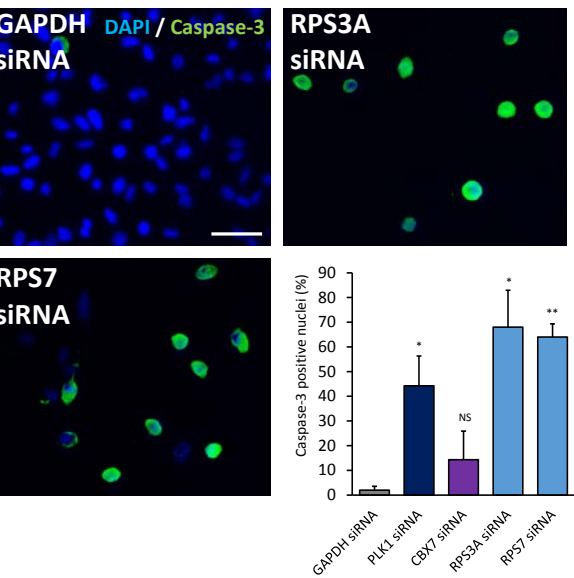 GAPDH
siRNA
DAPI / Caspase-3
RPS3A
siRNA
RPS7
siRNA
Caspase-3 positive nuclei (%)
90
80
70
60
50
40
30
20
10
0
*
NS
*
**
GAPDH siRNA
PLK1 siRNA
CBX7 siRNA
RPS3A siRNA
RPS7 siRNA